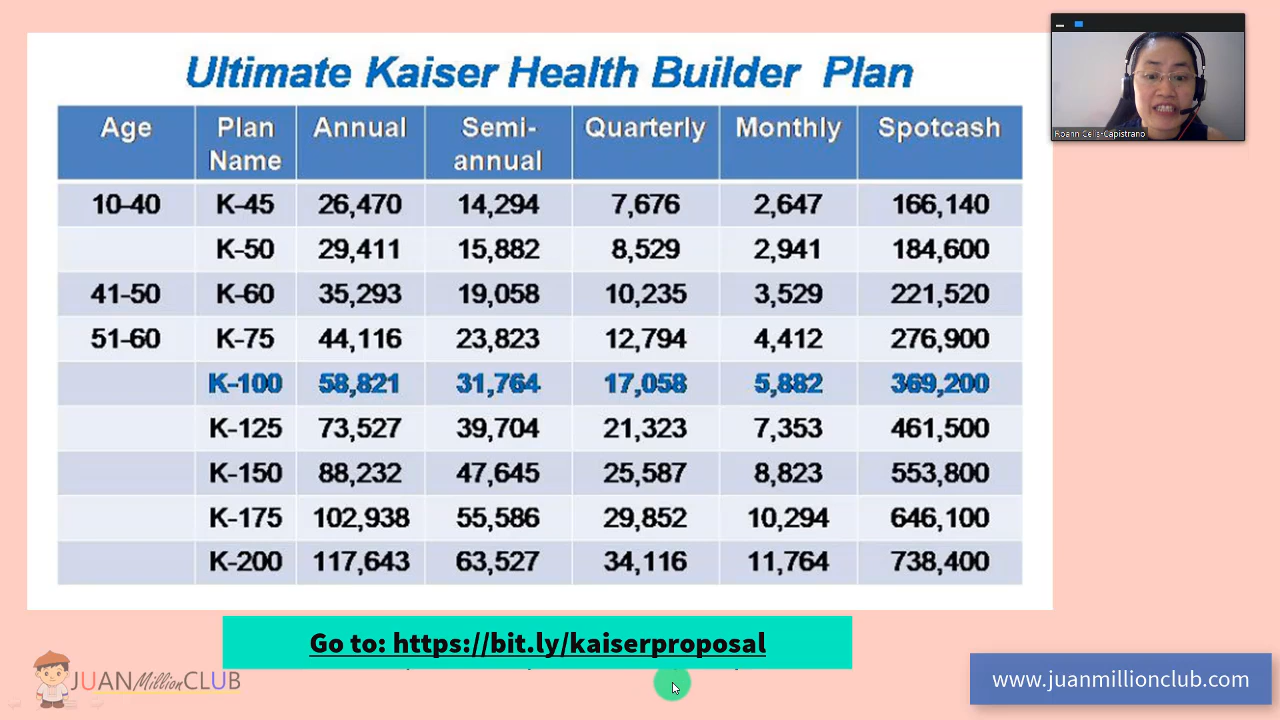 Ultimate Kaiser Health Builder Plan
Age Plan Name Annual Semi-annual Quarterly Monthly Spotcash
10-40 K-45 26,470 14,294 7,676 2,647 166,140
K-50 29,411 15,882 8,529 2,941 184,600
41-50 K-60 35,293 19,058 10,235 3,529 221,520
51-60 K-75 44,116 23,823 12,794 4,412 276,900
K-100 58,821 31,764 17,058 5,882 369,200
K-125 73,527 39,704 21,323 7,353 461,500
K-150 88,232 47,645 25,587 8,823 553,800
K-175 102,938 55,586 29,852 10,294 646,100
K-200 117,643 63,527 34,116 11,764 738,400
Roann Celis-Capistrano
Go to: https://bit.ly/kaiserproposal
JUAN Million CLUB
www.juanmillionclub.com